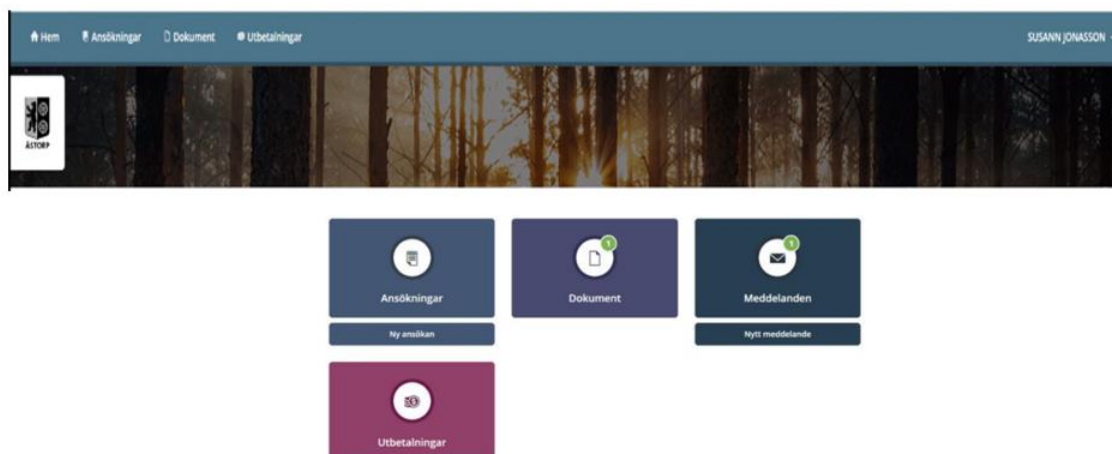 Hem Ansökningar Dokument Utbetalningar SUSANN JONASSON
ÅSTORP
Ansökningar
1
Dokument
1
Meddelanden
Ny ansökan
Nytt meddelande
Utbetalningar